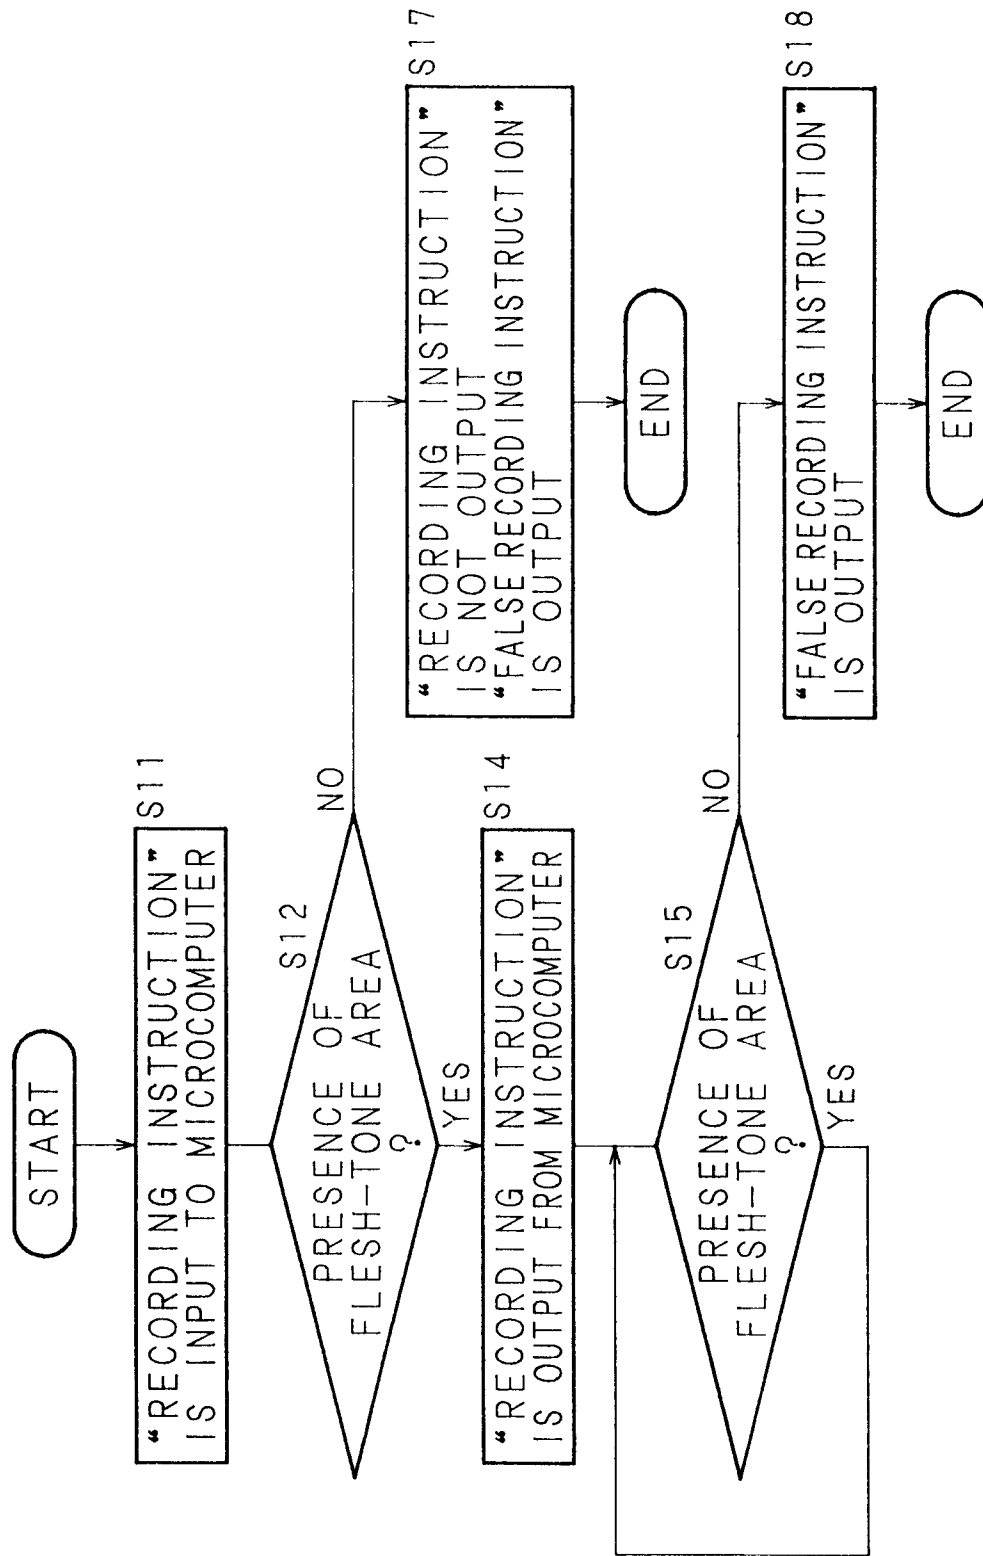 START
S11
“RECORDING INSTRUCTION”
IS INPUT TO MICROCOMPUTER
S12
PRESENCE OF
FLESH-TONE AREA
?
NO
YES
S17
“RECORDING INSTRUCTION”
IS NOT OUTPUT
“FALSE RECORDING INSTRUCTION”
IS OUTPUT
END
S14
“RECORDING INSTRUCTION”
IS OUTPUT FROM MICROCOMPUTER
S15
PRESENCE OF
FLESH-TONE AREA
?
NO
YES
S18
“FALSE RECORDING INSTRUCTION”
IS OUTPUT
END